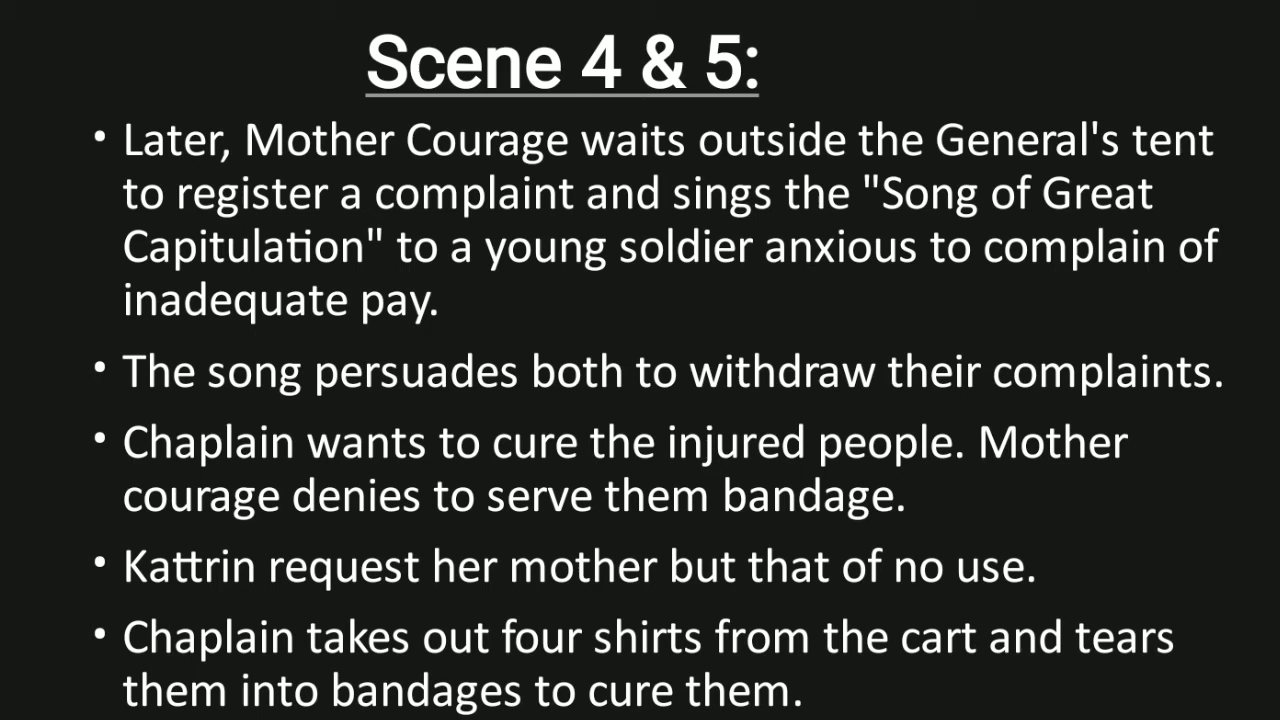 Scene 4 & 5:
• Later, Mother Courage waits outside the General's tent
to register a complaint and sings the "Song of Great
Capitulation" to a young soldier anxious to complain of
inadequate pay.
• The song persuades both to withdraw their complaints.
• Chaplain wants to cure the injured people. Mother
courage denies to serve them bandage.
• Kattrin request her mother but that of no use.
• Chaplain takes out four shirts from the cart and tears
them into bandages to cure them.